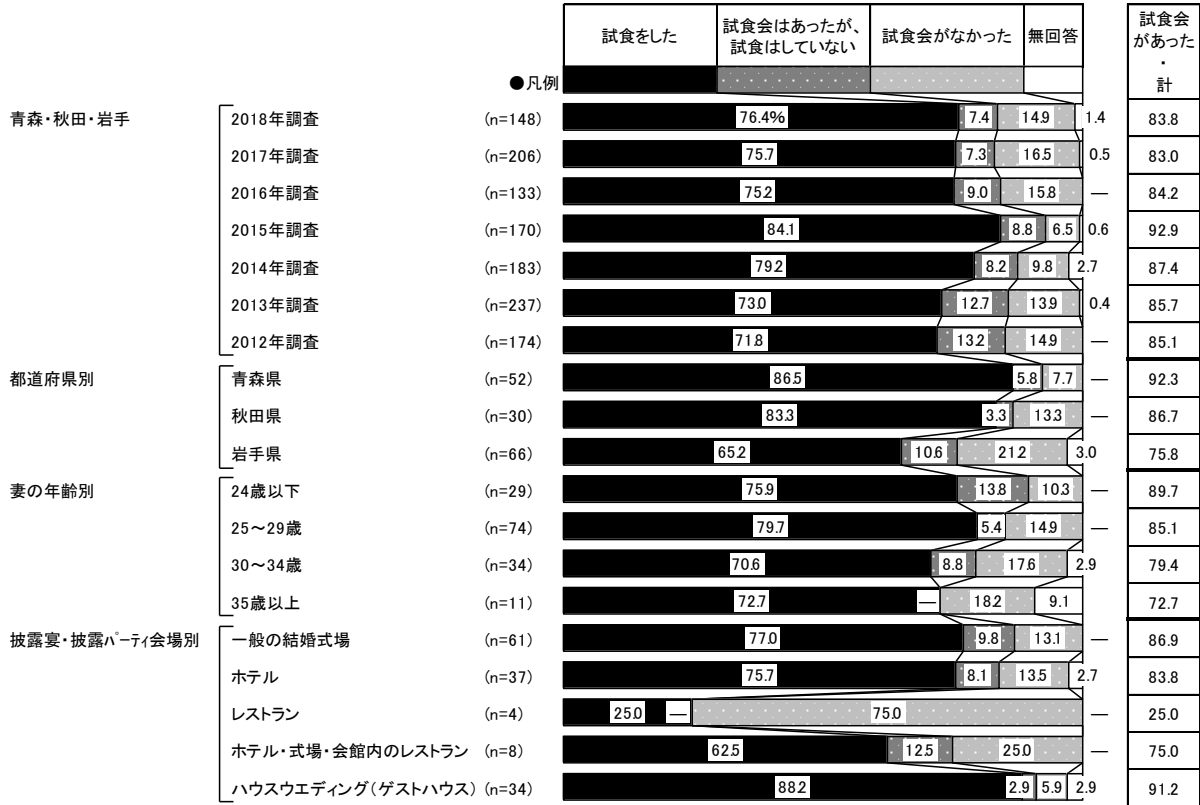 試食をした 試食会はあったが、試食はしていない 試食会がなかった 無回答 試食会があった・計
●凡例
青森・秋田・岩手 2018年調査 (n=148) 76.4% 7.4 14.9 1.4 83.8
2017年調査 (n=206) 75.7 7.3 16.5 0.5 83.0
2016年調査 (n=133) 75.2 9.0 15.8 — 84.2
2015年調査 (n=170) 84.1 8.8 6.5 0.6 92.9
2014年調査 (n=183) 79.2 8.2 9.8 2.7 87.4
2013年調査 (n=237) 73.0 12.7 13.9 0.4 85.7
2012年調査 (n=174) 71.8 13.2 14.9 — 85.1
都道府県別 青森県 (n=52) 86.5 5.8 7.7 — 92.3
秋田県 (n=30) 83.3 3.3 13.3 — 86.7
岩手県 (n=66) 65.2 10.6 21.2 3.0 75.8
妻の年齢別 24歳以下 (n=29) 75.9 13.8 10.3 — 89.7
25～29歳 (n=74) 79.7 5.4 14.9 — 85.1
30～34歳 (n=34) 70.6 8.8 17.6 2.9 79.4
35歳以上 (n=11) 72.7 — 18.2 9.1 72.7
披露宴・披露ﾊﾟｰﾃｨ会場別 一般の結婚式場 (n=61) 77.0 9.8 13.1 — 86.9
ホテル (n=37) 75.7 8.1 13.5 2.7 83.8
レストラン (n=4) 25.0 — 75.0 — 25.0
ホテル・式場・会館内のレストラン (n=8) 62.5 12.5 25.0 — 75.0
ハウスウエディング(ゲストハウス) (n=34) 88.2 2.9 5.9 2.9 91.2